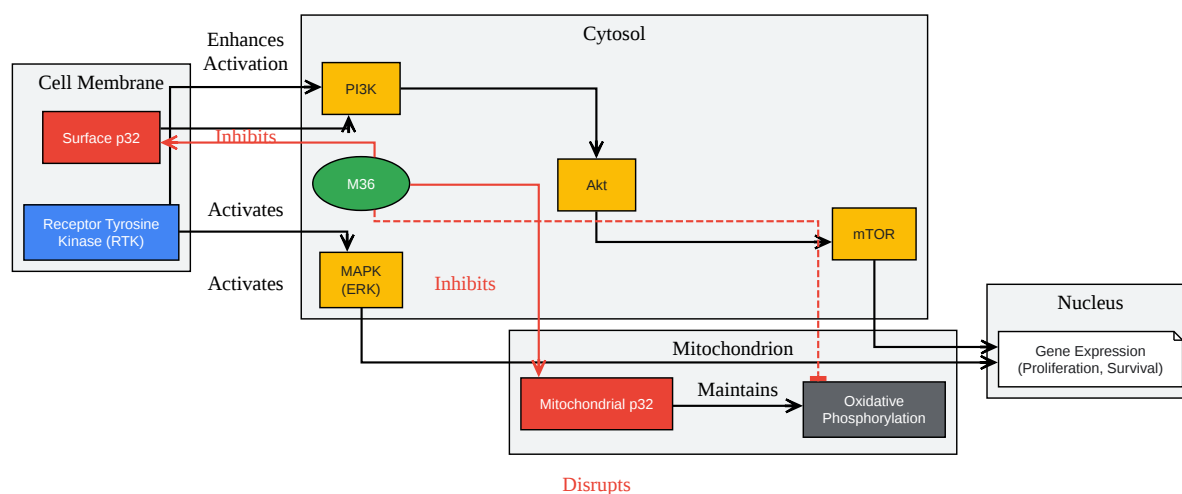 Enhances
Activation
Cytosol
Cell Membrane
PI3K
Surface p32
Inhibits
M36
Akt
Receptor Tyrosine
Kinase (RTK)
Activates
mTOR
MAPK
(ERK)
Activates
Inhibits
Nucleus
Mitochondrion
Gene Expression
(Proliferation, Survival)
Mitochondrial p32
Maintains
Oxidative
Phosphorylation
Disrupts